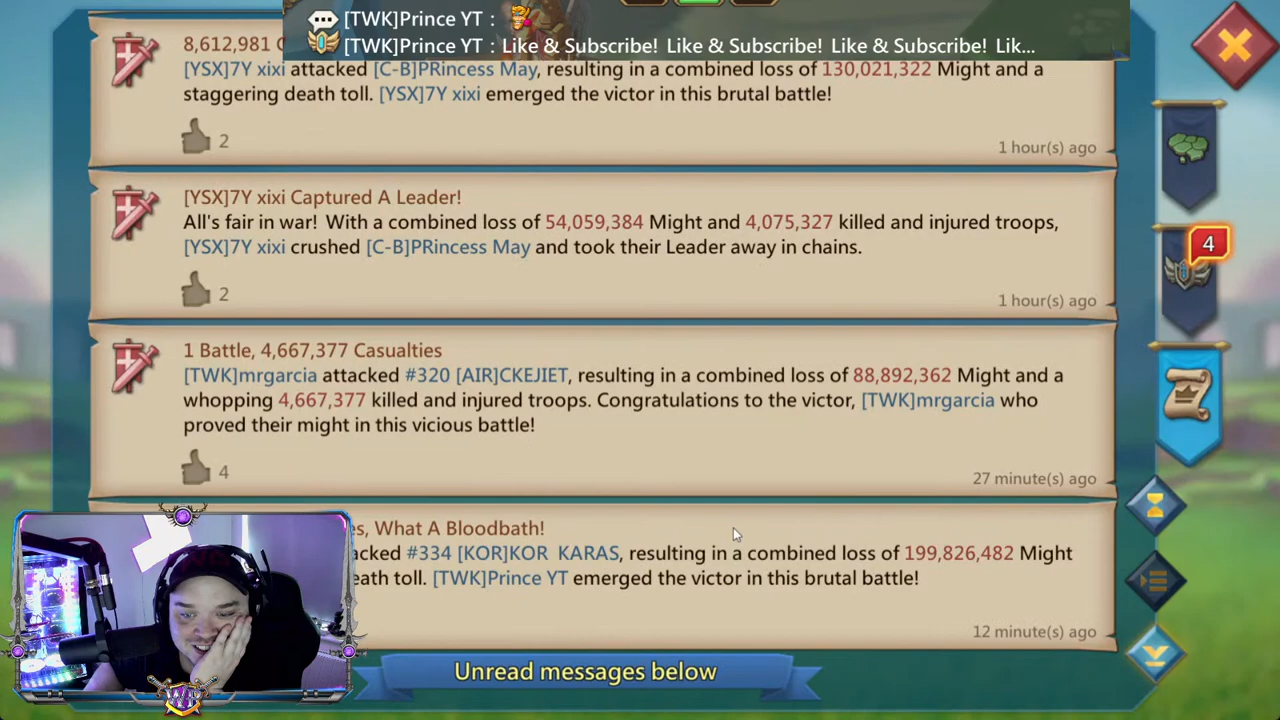 [TWK]Prince YT :
[TWK]Prince YT : Like & Subscribe! Like & Subscribe! Like & Subscribe! Lik...
8,612,981
[YSX]7Y xixi attacked [C-B]PRincess May, resulting in a combined loss of 130,021,322 Might and a
staggering death toll. [YSX]7Y xixi emerged the victor in this brutal battle!
2
1 hour(s) ago
[YSX]7Y xixi Captured A Leader!
All's fair in war! With a combined loss of 54,059,384 Might and 4,075,327 killed and injured troops,
[YSX]7Y xixi crushed [C-B]PRincess May and took their Leader away in chains.
2
1 hour(s) ago
4
1 Battle, 4,667,377 Casualties
[TWK]mrgarcia attacked #320 [AIR]CKEJIET, resulting in a combined loss of 88,892,362 Might and a
whopping 4,667,377 killed and injured troops. Congratulations to the victor, [TWK]mrgarcia who
proved their might in this vicious battle!
4
27 minute(s) ago
es, What A Bloodbath!
acked #334 [KOR]KOR KARAS, resulting in a combined loss of 199,826,482 Might
eath toll. [TWK]Prince YT emerged the victor in this brutal battle!
12 minute(s) ago
Unread messages below